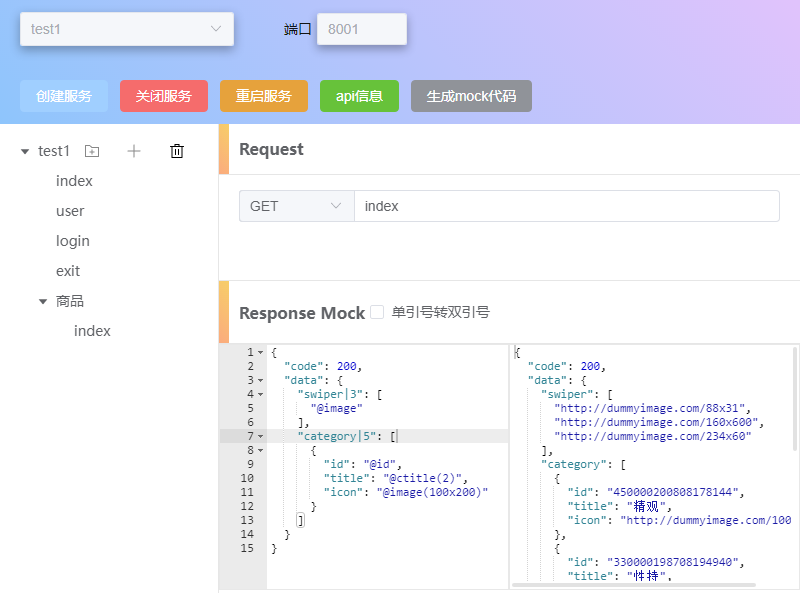 test1 端口 8001
创建服务 关闭服务 重启服务 api信息 生成mock代码
test1
index
user
login
exit
商品
index
Request
GET index
Response Mock 单引号转双引号
1 {
2 "code": 200,
3 "data": {
4 "swiper|3": [
5 "@image"
6 ],
7 "category|5": [
8 {
9 "id": "@id",
10 "title": "@ctitle(2)",
11 "icon": "@image(100x200)"
12 }
13 ]
14 }
15 }
{
"code": 200,
"data": {
"swiper": [
"http://dummyimage.com/88x31",
"http://dummyimage.com/160x600",
"http://dummyimage.com/234x60"
],
"category": [
{
"id": "450000200808178144",
"title": "精观",
"icon": "http://dummyimage.com/100
},
{
"id": "330000198708194940",
"title": "性持",